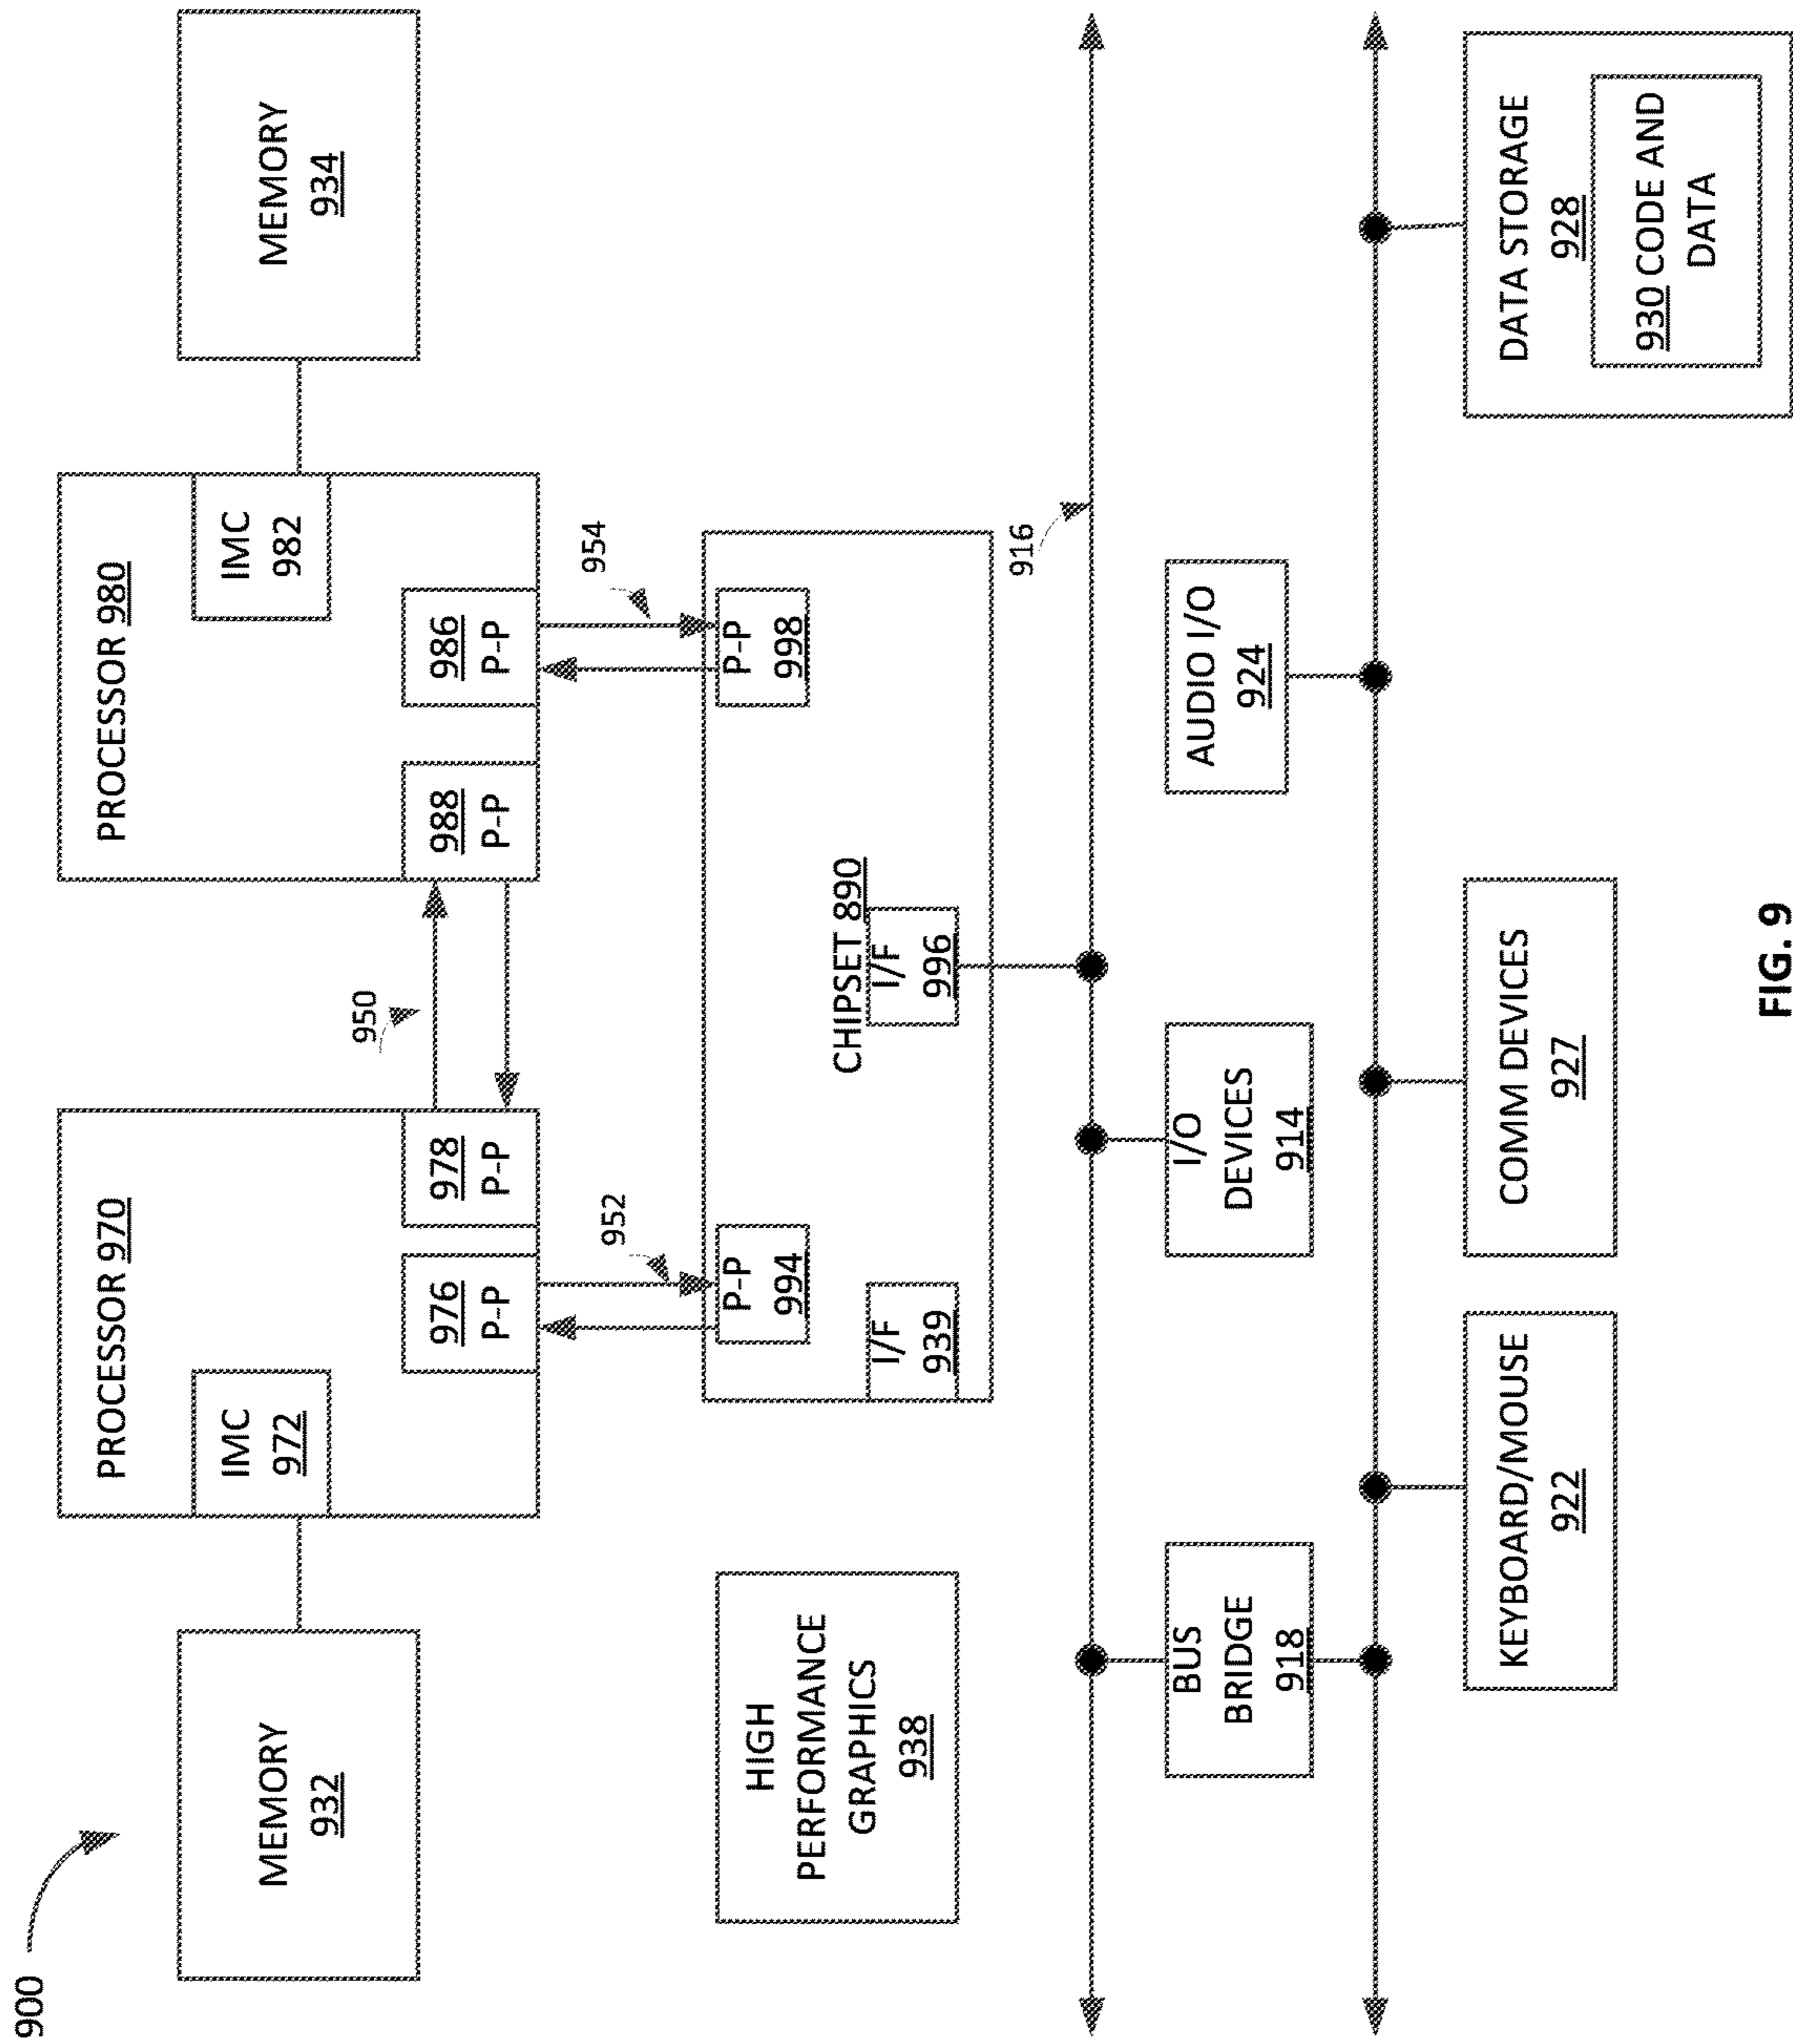 900
MEMORY
932
PROCESSOR 970
IMC
972
976
P-P
978
P-P
950
PROCESSOR 980
IMC
982
988
P-P
986
P-P
MEMORY
934
952
954
HIGH
PERFORMANCE
GRAPHICS
938
P-P
994
P-P
998
CHIPSET 890
I/F
939
I/F
996
916
BUS
BRIDGE
918
I/O
DEVICES
914
AUDIO I/O
924
KEYBOARD/MOUSE
922
COMM DEVICES
927
DATA STORAGE
928
930 CODE AND
DATA
FIG. 9